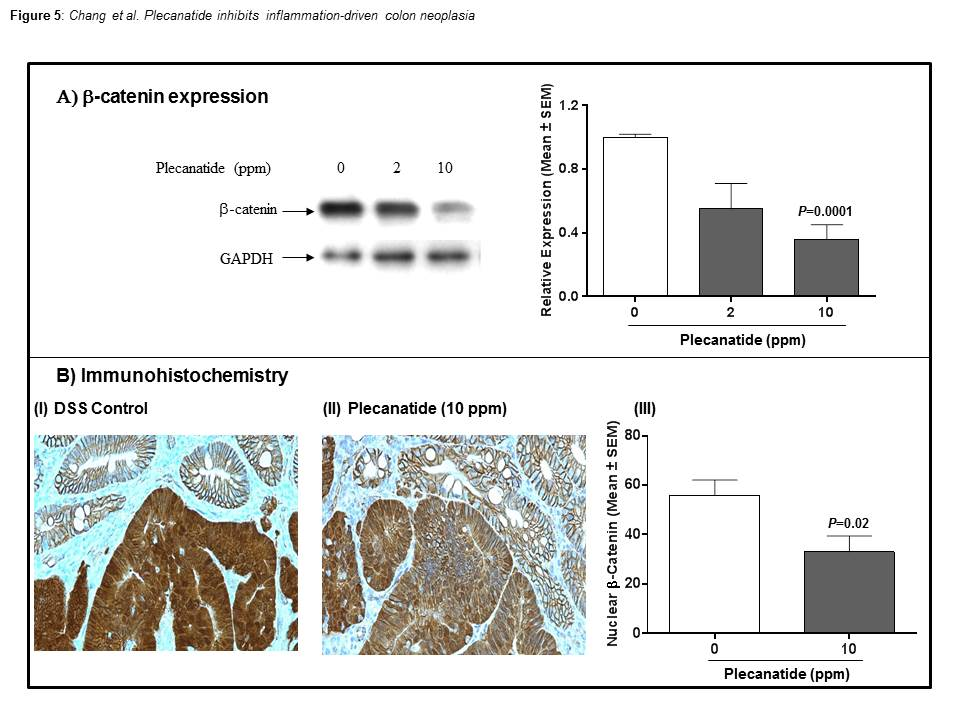 Figure 5: Chang et al. Plecanatide inhibits inflammation-driven colon neoplasia
A) β-catenin expression
Plecanatide (ppm) 0 2 10
β-catenin
GAPDH
Relative Expression (Mean ± SEM)
1.2
0.8
0.4
0.0
P=0.0001
0 2 10
Plecanatide (ppm)
B) Immunohistochemistry
(I) DSS Control
(II) Plecanatide (10 ppm)
(III)
Nuclear β-Catenin (Mean ± SEM)
80
60
40
20
0
P=0.02
0 10
Plecanatide (ppm)